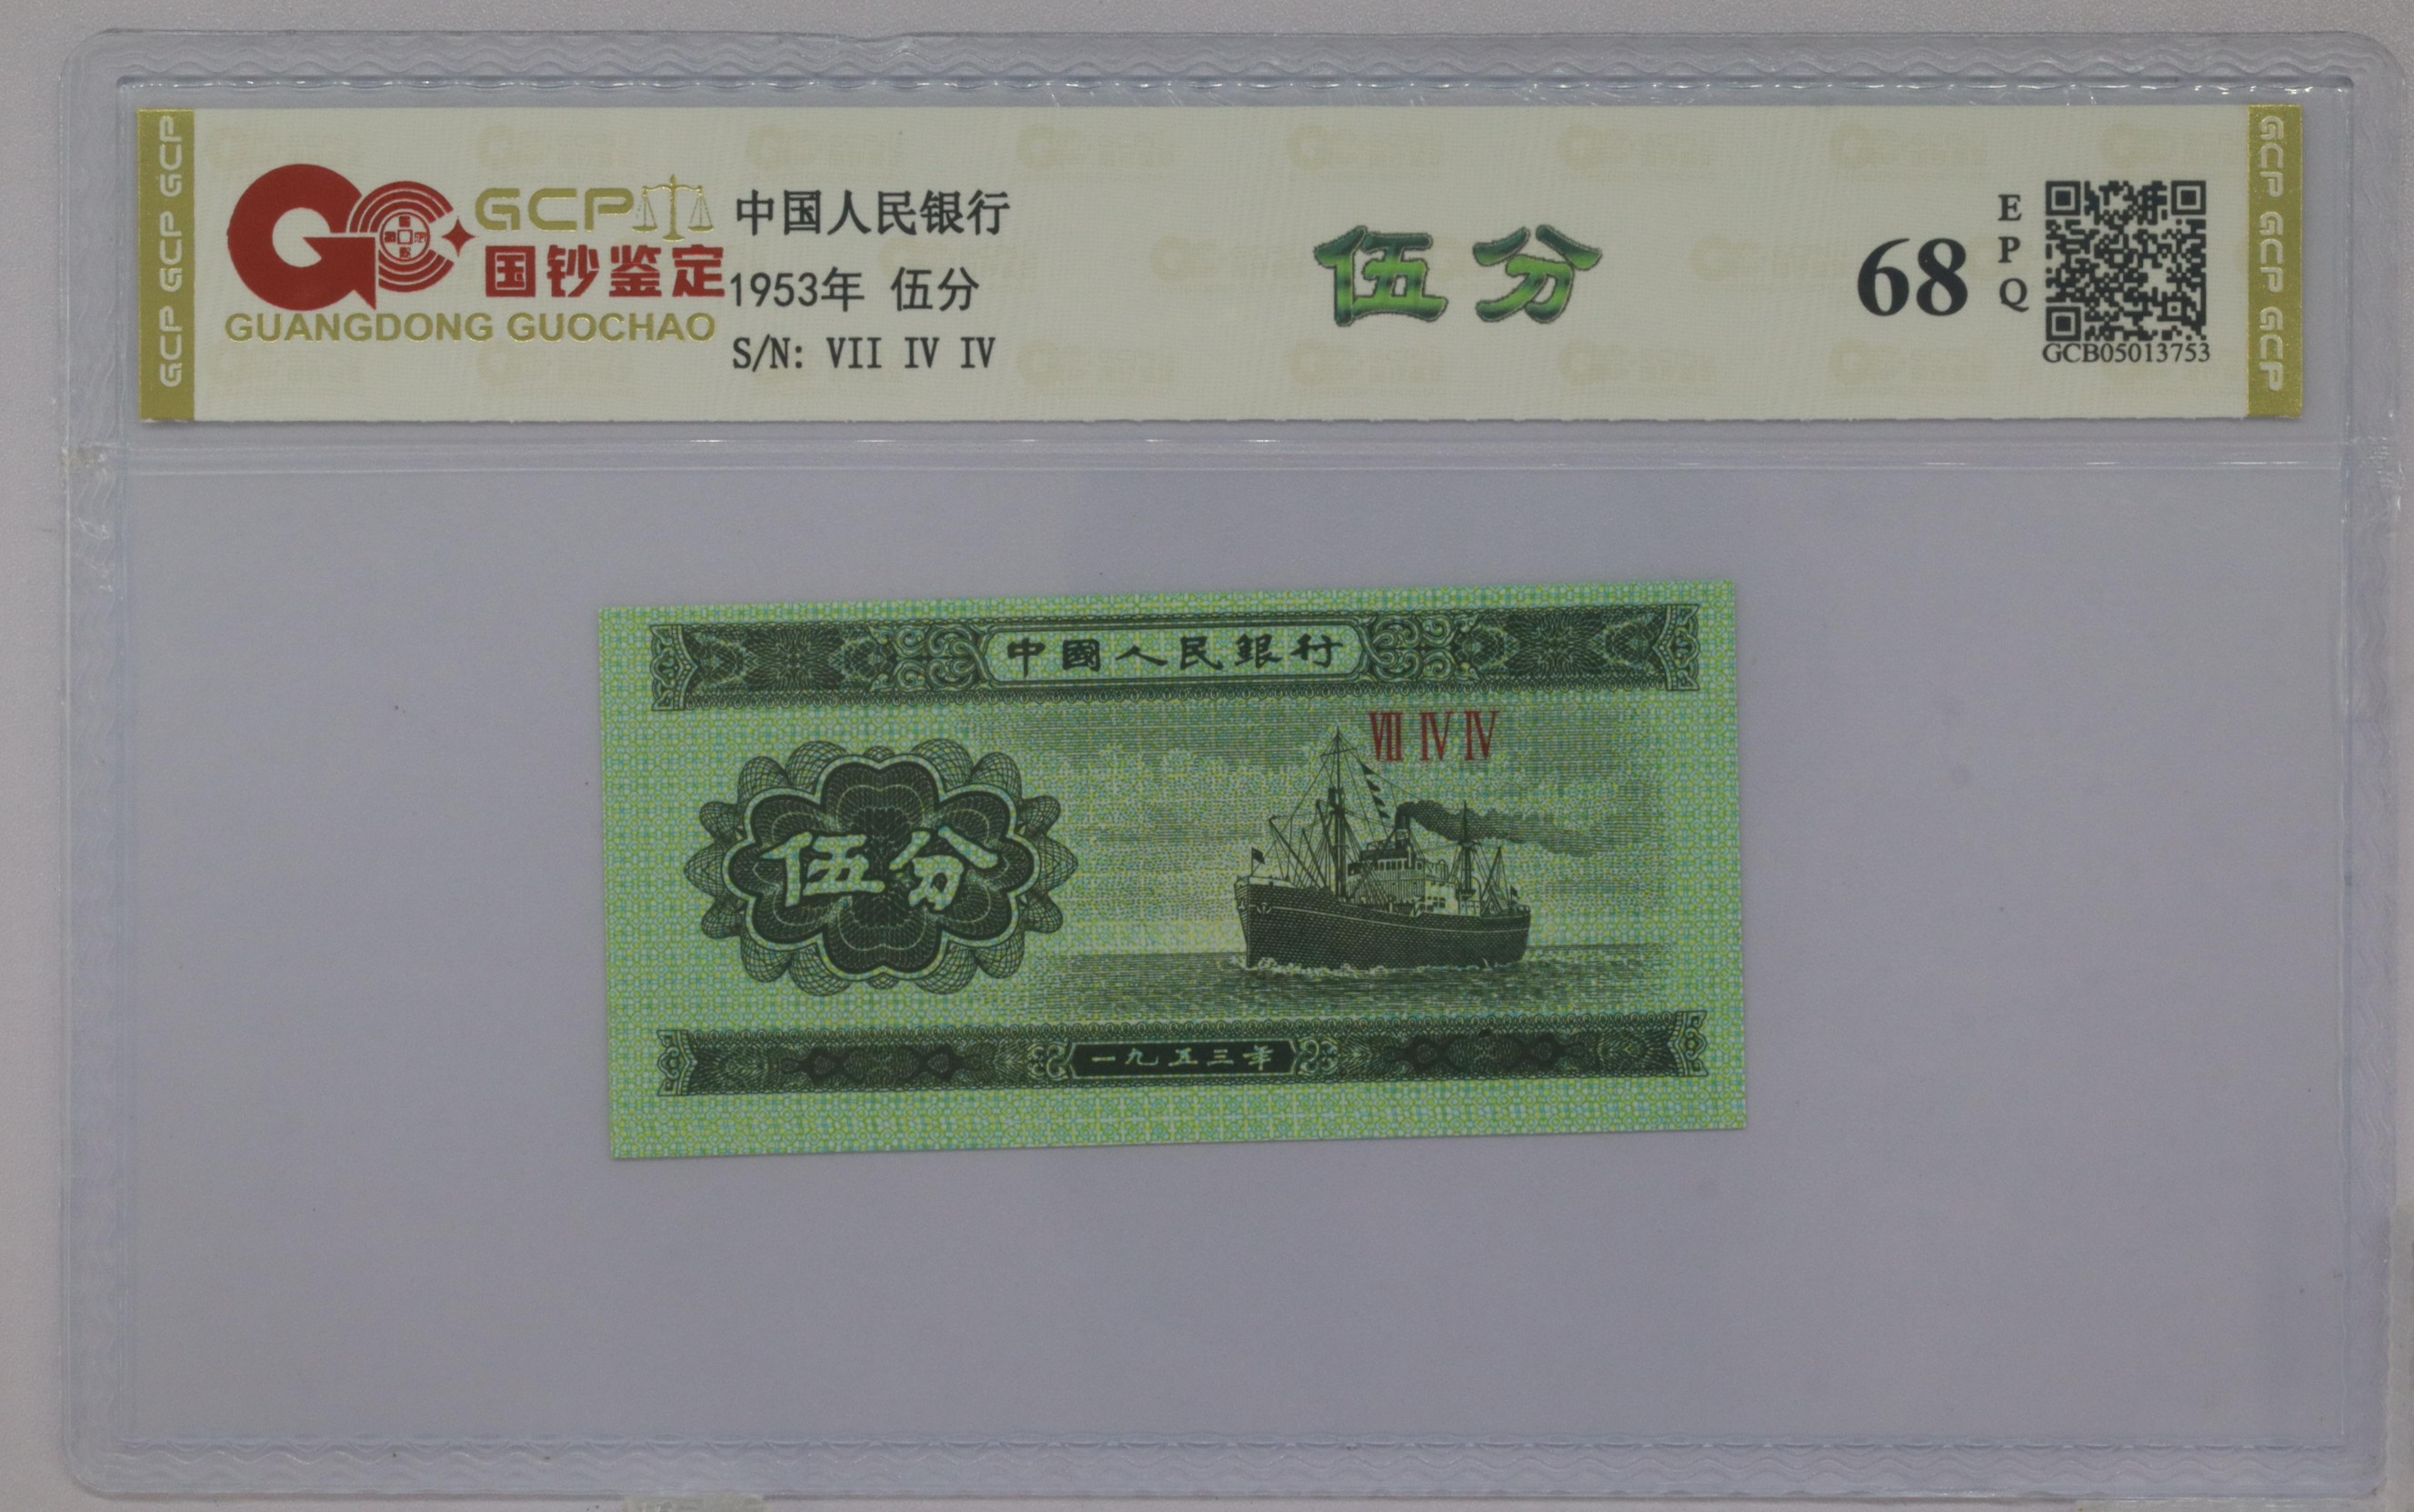 GCP GCP GCP
GCP
国钞鉴定
GUANGDONG GUOCHAO
中国人民银行
1953年 伍分
S/N: VII IV IV
伍分
68
EPQ
GCB05013753
GCP GCP GCP
中國人民銀行
VII IV IV
伍分
一九五三年